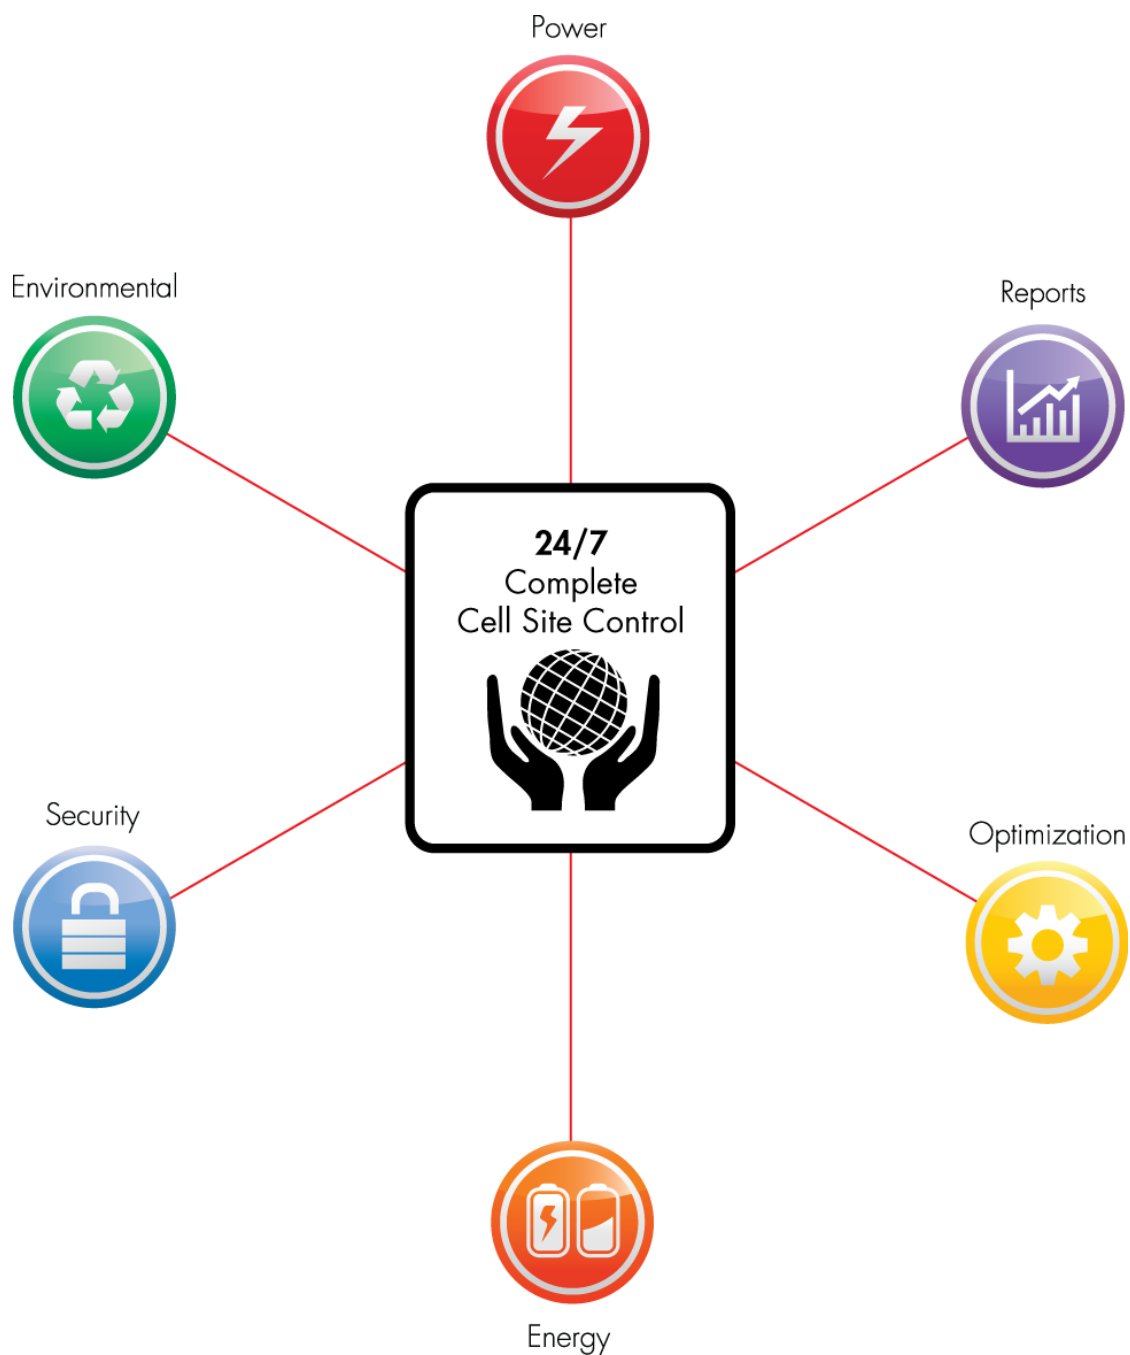 Power
Environmental
Reports
24/7
Complete
Cell Site Control
Security
Optimization
Energy